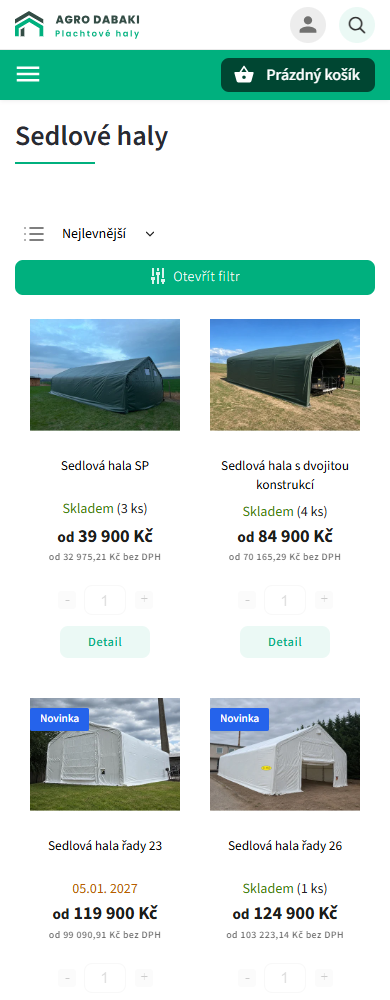 AGRO DABAKI
Plachtové haly
Prázdný košík
Sedlové haly
Nejlevnější
Otevřít filtr
Sedlová hala SP
Skladem (3 ks)
od 39 900 Kč
od 32 975,21 Kč bez DPH
- 1 +
Detail
Sedlová hala s dvojitou
konstrukcí
Skladem (4 ks)
od 84 900 Kč
od 70 165,29 Kč bez DPH
- 1 +
Detail
Novinka
Sedlová hala řady 23
05.01. 2027
od 119 900 Kč
od 99 090,91 Kč bez DPH
- 1 +
Novinka
Sedlová hala řady 26
Skladem (1 ks)
od 124 900 Kč
od 103 223,14 Kč bez DPH
- 1 +